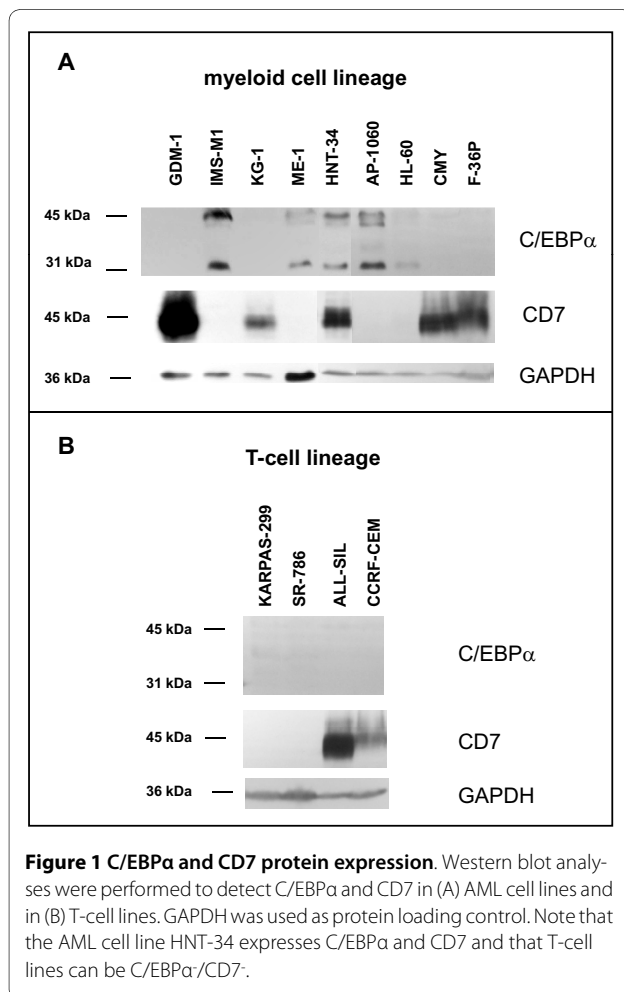 A
myeloid cell lineage
GDM-1 IMS-M1 KG-1 ME-1 HNT-34 AP-1060 HL-60 CMY F-36P
45 kDa
C/EBPα
31 kDa
45 kDa
CD7
36 kDa
GAPDH
B
T-cell lineage
KARPAS-299 SR-786 ALL-SIL CCRF-CEM
45 kDa
C/EBPα
31 kDa
45 kDa
CD7
36 kDa
GAPDH
Figure 1 C/EBPα and CD7 protein expression. Western blot analy-
ses were performed to detect C/EBPα and CD7 in (A) AML cell lines and
in (B) T-cell lines. GAPDH was used as protein loading control. Note that
the AML cell line HNT-34 expresses C/EBPα and CD7 and that T-cell
lines can be C/EBPα-/CD7-.